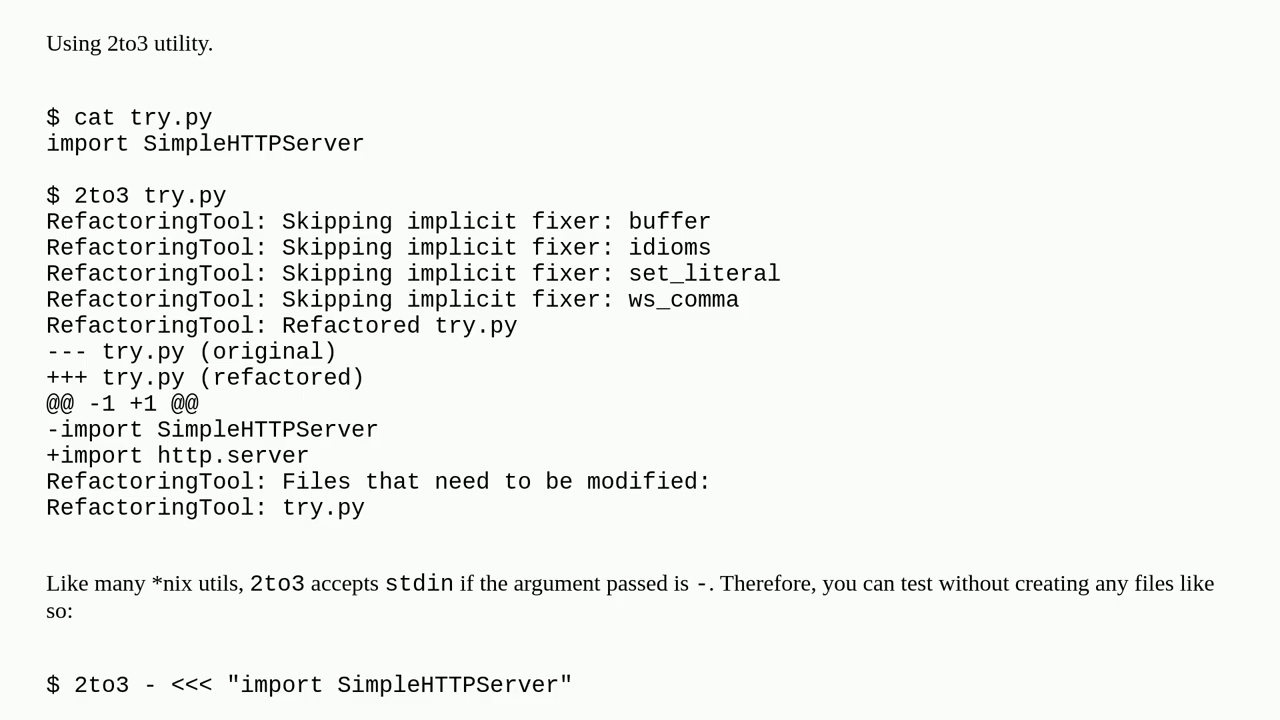 Using 2to3 utility.
$ cat try.py
import SimpleHTTPServer
$ 2to3 try.py
RefactoringTool: Skipping implicit fixer: buffer
RefactoringTool: Skipping implicit fixer: idioms
RefactoringTool: Skipping implicit fixer: set_literal
RefactoringTool: Skipping implicit fixer: ws_comma
RefactoringTool: Refactored try.py
--- try.py (original)
+++ try.py (refactored)
@@ -1 +1 @@
-import SimpleHTTPServer
+import http.server
RefactoringTool: Files that need to be modified:
RefactoringTool: try.py
Like many *nix utils, 2to3 accepts stdin if the argument passed is -. Therefore, you can test without creating any files like
so:
$ 2to3 - <<< "import SimpleHTTPServer"